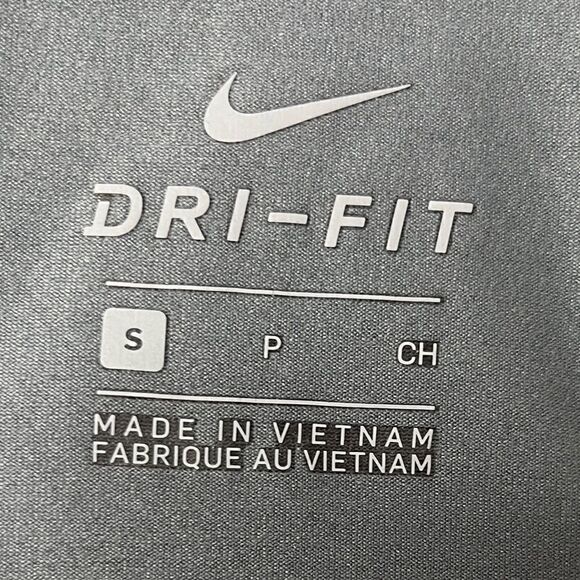 DRI-FIT
S P CH
MADE IN VIETNAM
FABRIQUE AU VIETNAM